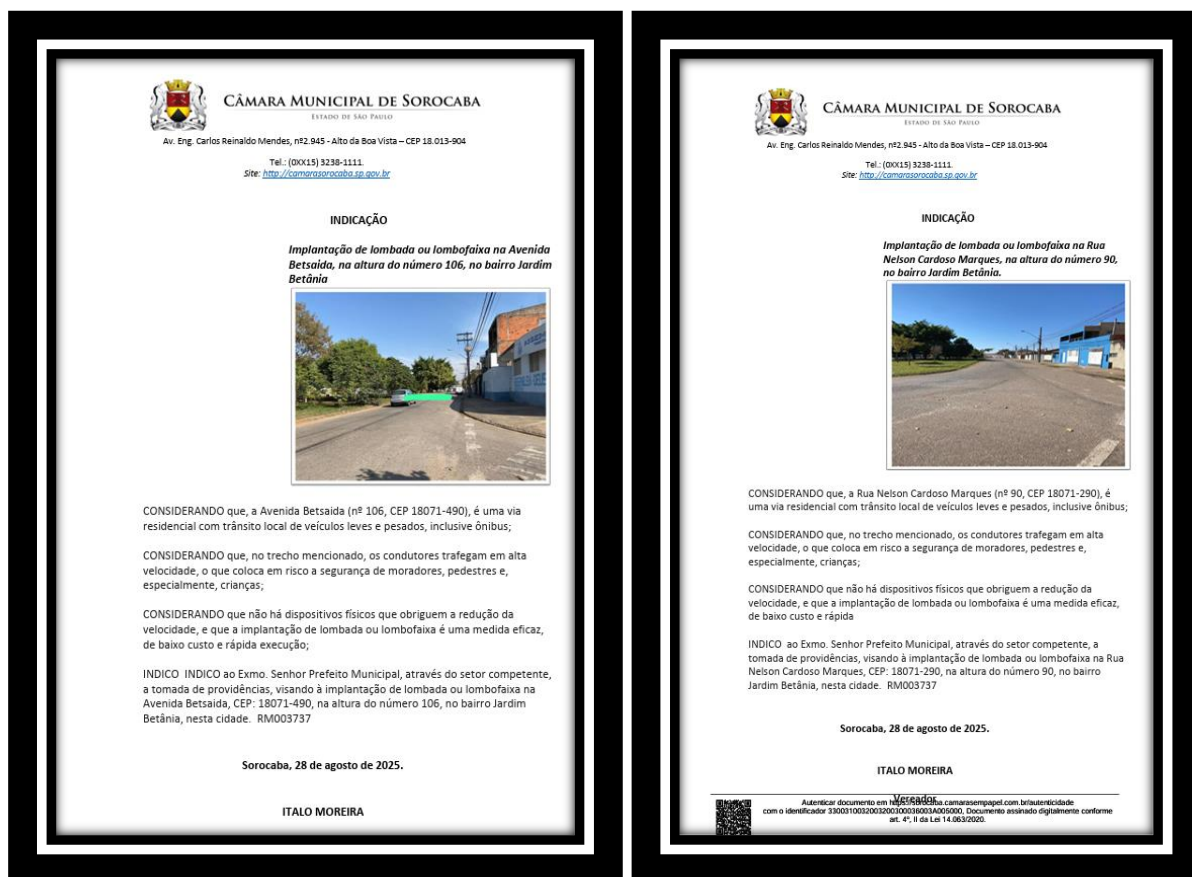 CÂMARA MUNICIPAL DE SOROCABA
ESTADO DE SÃO PAULO
Av. Eng. Carlos Reinaldo Mendes, nº2.945 - Alto da Boa Vista – CEP 18.013-904
Tel.: (0XX15) 3238-1111.
Site: http://camarasorocaba.sp.gov.br
INDICAÇÃO
Implantação de lombada ou lombofaixa na Avenida
Betsaida, na altura do número 106, no bairro Jardim
Betânia
CONSIDERANDO que, a Avenida Betsaida (nº 106, CEP 18071-490), é uma via
residencial com trânsito local de veículos leves e pesados, inclusive ônibus;
CONSIDERANDO que, no trecho mencionado, os condutores trafegam em alta
velocidade, o que coloca em risco a segurança de moradores, pedestres e,
especialmente, crianças;
CONSIDERANDO que não há dispositivos físicos que obriguem a redução da
velocidade, e que a implantação de lombada ou lombofaixa é uma medida eficaz,
de baixo custo e rápida execução;
INDICO INDICO ao Exmo. Senhor Prefeito Municipal, através do setor competente,
a tomada de providências, visando à implantação de lombada ou lombofaixa na
Avenida Betsaida, CEP: 18071-490, na altura do número 106, no bairro Jardim
Betânia, nesta cidade. RM003737
Sorocaba, 28 de agosto de 2025.
ITALO MOREIRA
CÂMARA MUNICIPAL DE SOROCABA
ESTADO DE SÃO PAULO
Av. Eng. Carlos Reinaldo Mendes, nº2.945 - Alto da Boa Vista – CEP 18.013-904
Tel.: (0XX15) 3238-1111.
Site: http://camarasorocaba.sp.gov.br
INDICAÇÃO
Implantação de lombada ou lombofaixa na Rua
Nelson Cardoso Marques, na altura do número 90,
no bairro Jardim Betânia.
CONSIDERANDO que, a Rua Nelson Cardoso Marques (nº 90, CEP 18071-290), é
uma via residencial com trânsito local de veículos leves e pesados, inclusive ônibus;
CONSIDERANDO que, no trecho mencionado, os condutores trafegam em alta
velocidade, o que coloca em risco a segurança de moradores, pedestres e,
especialmente, crianças;
CONSIDERANDO que não há dispositivos físicos que obriguem a redução da
velocidade, e que a implantação de lombada ou lombofaixa é uma medida eficaz,
de baixo custo e rápida
INDICO ao Exmo. Senhor Prefeito Municipal, através do setor competente, a
tomada de providências, visando à implantação de lombada ou lombofaixa na Rua
Nelson Cardoso Marques, CEP: 18071-290, na altura do número 90, no bairro
Jardim Betânia, nesta cidade. RM003737
Sorocaba, 28 de agosto de 2025.
ITALO MOREIRA
Vereador
Autenticar documento em https://sorocaba.camarasempapel.com.br/autenticidade
com o identificador 3300310032003200300036003A005000, Documento assinado digitalmente conforme
art. 4º, II da Lei 14.063/2020.